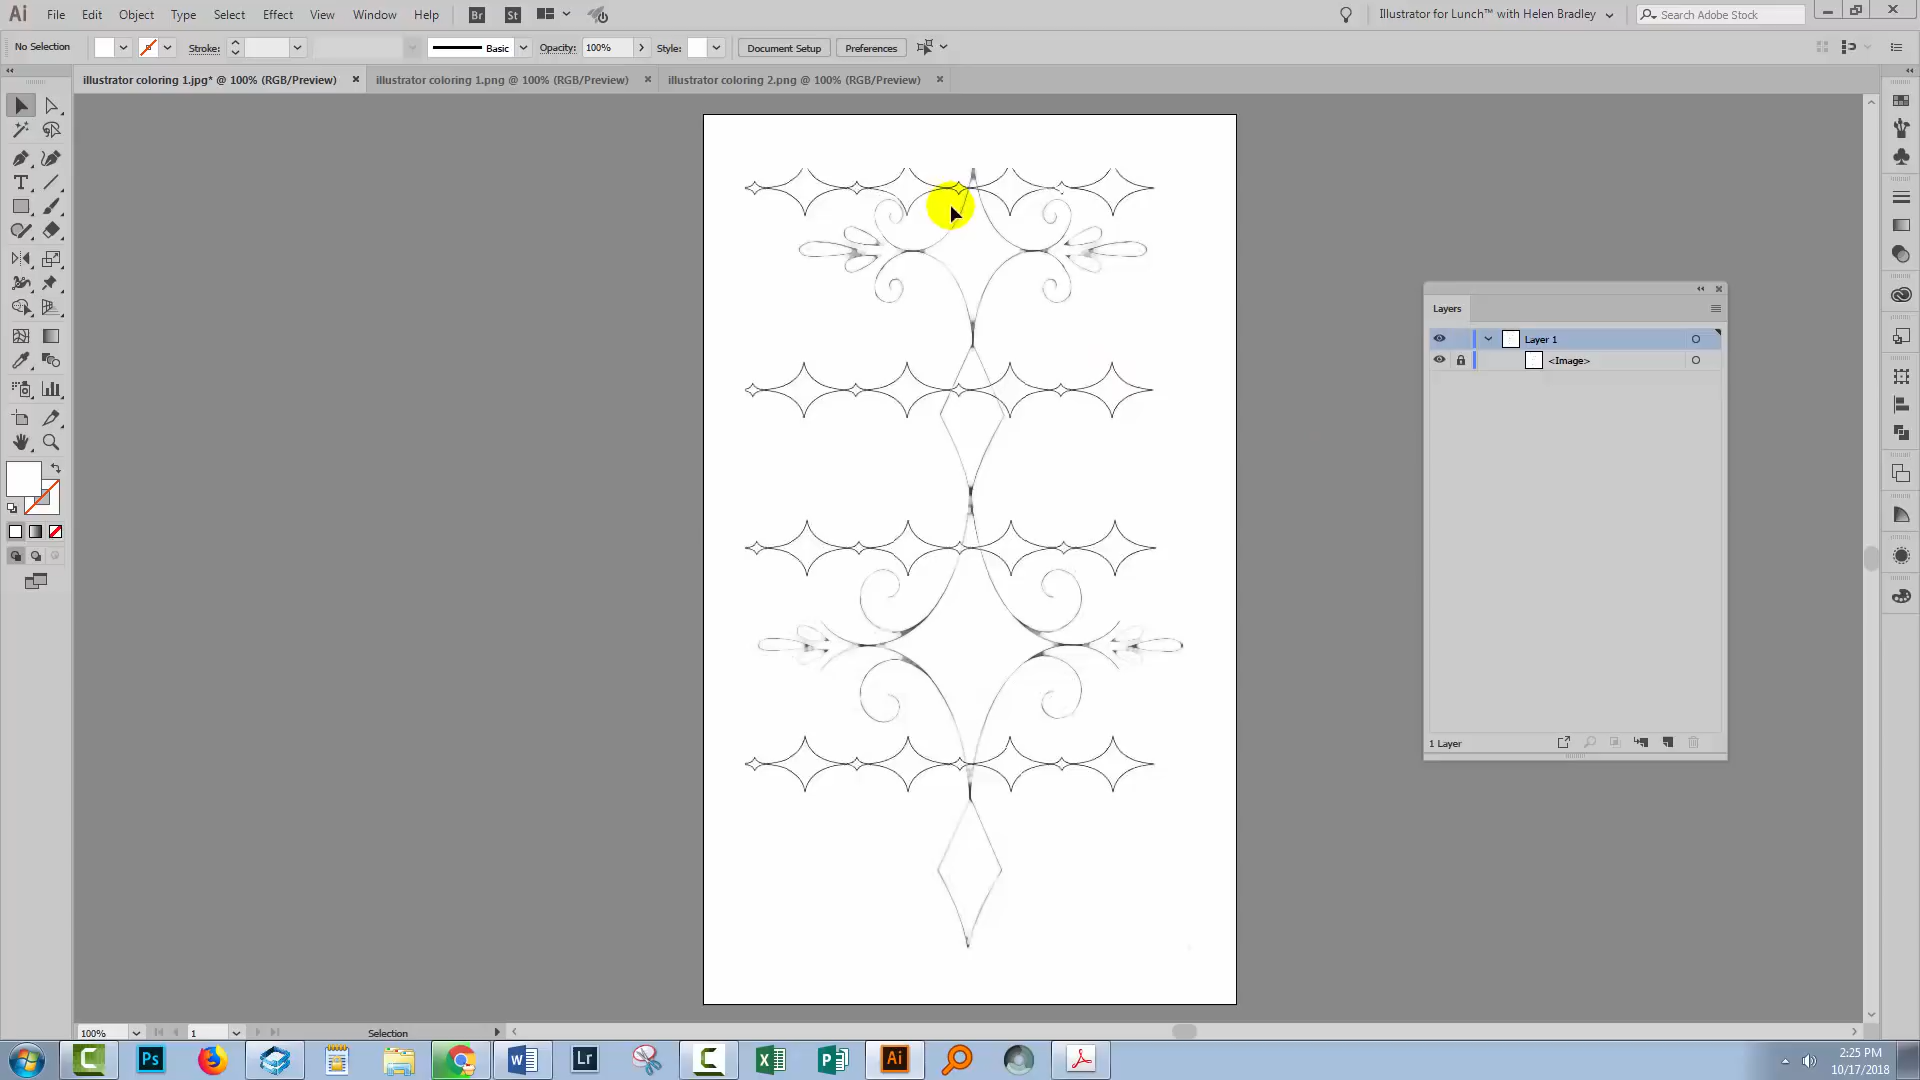 Ai File Edit Object Type Select Effect View Window Help Br St Illustrator for Lunch™ with Helen Bradley Search Adobe Stock
No Selection Stroke: Basic Opacity: 100% Style: Document Setup Preferences
illustrator coloring 1.jpg* @ 100% (RGB/Preview) illustrator coloring 1.png @ 100% (RGB/Preview) illustrator coloring 2.png @ 100% (RGB/Preview)
Layers
Layer 1
<Image>
1 Layer
100% 1 Selection
Ps Lr Ai
2:25 PM
10/17/2018